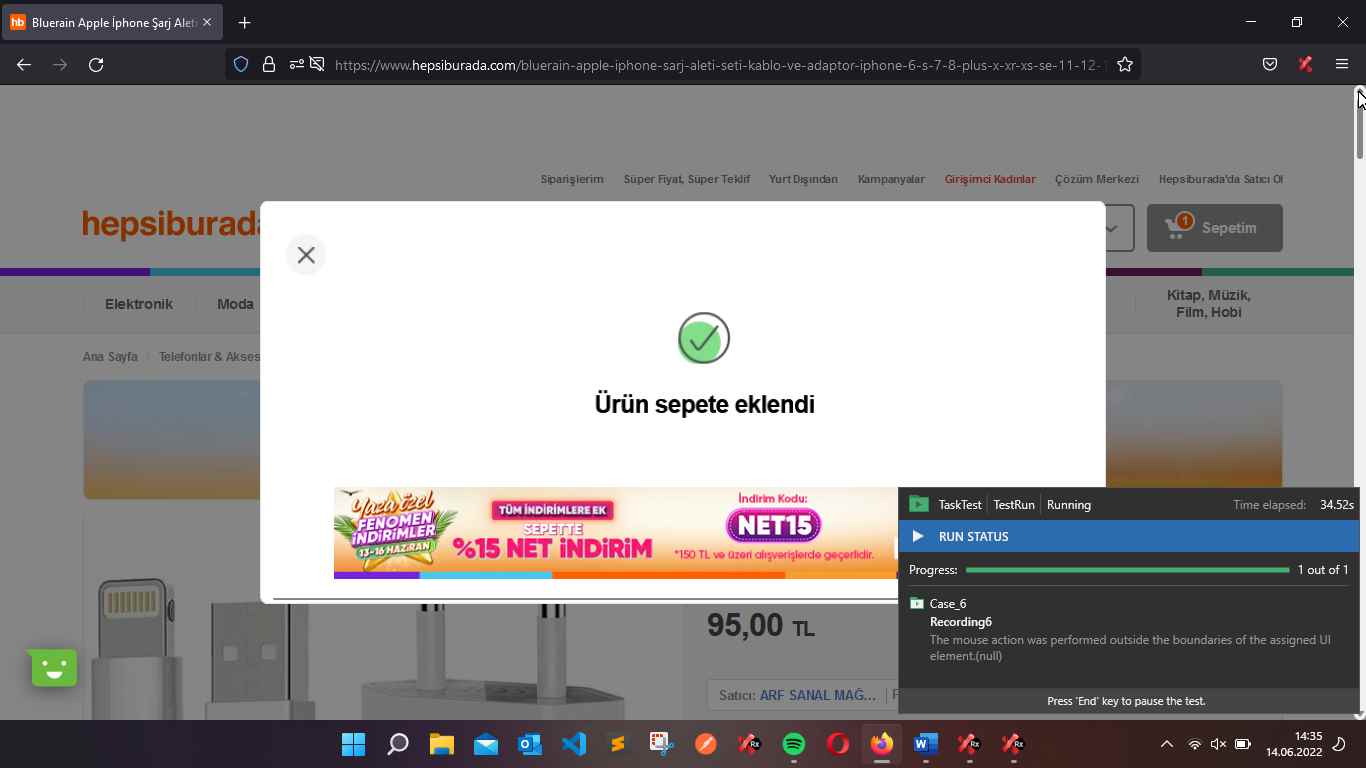 Bluerain Apple İphone Şarj Alet
https://www.hepsiburada.com/bluerain-apple-iphone-sarj-aleti-seti-kablo-ve-adaptor-iphone-6-s-7-8-plus-x-xr-xs-se-11-12-
Siparişlerim Süper Fiyat, Süper Teklif Yurt Dışından Kampanyalar Girişimci Kadınlar Çözüm Merkezi Hepsiburada'da Satıcı Ol
hepsiburada
1 Sepetim
Elektronik Moda Kitap, Müzik,
Film, Hobi
Ana Sayfa Telefonlar & Akses
Ürün sepete eklendi
Yaza özel
FENOMEN
İNDİRİMLER
13-16 HAZİRAN
TÜM İNDİRİMLERE EK
SEPETTE
%15 NET İNDİRİM
İndirim Kodu:
NET15
*150 TL ve üzeri alışverişlerde geçerlidir.
95,00 TL
Satıcı: ARF SANAL MAĞ...
TaskTest TestRun Running Time elapsed: 34.52s
RUN STATUS
Progress: 1 out of 1
Case_6
Recording6
The mouse action was performed outside the boundaries of the assigned UI
element.(null)
Press 'End' key to pause the test.
14:35
14.06.2022